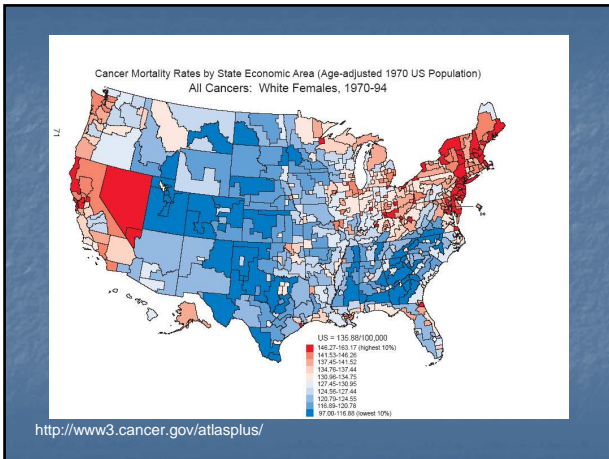 Cancer Mortality Rates by State Economic Area (Age-adjusted 1970 US Population)
All Cancers: White Females, 1970-94
71
US = 135.88/100,000
146.27-163.17 (highest 10%)
141.53-146.26
137.45-141.52
134.76-137.44
130.96-134.75
127.45-130.95
124.56-127.44
120.79-124.55
116.89-120.78
97.00-116.88 (lowest 10%)
http://www3.cancer.gov/atlasplus/